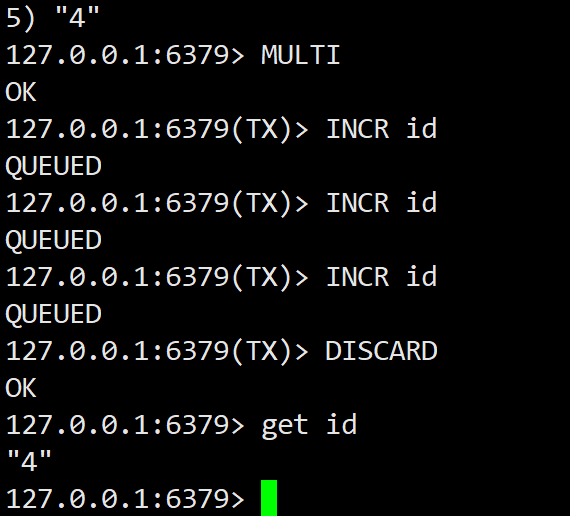 5) "4"
127.0.0.1:6379> MULTI
OK
127.0.0.1:6379(TX)> INCR id
QUEUED
127.0.0.1:6379(TX)> INCR id
QUEUED
127.0.0.1:6379(TX)> INCR id
QUEUED
127.0.0.1:6379(TX)> DISCARD
OK
127.0.0.1:6379> get id
"4"
127.0.0.1:6379>